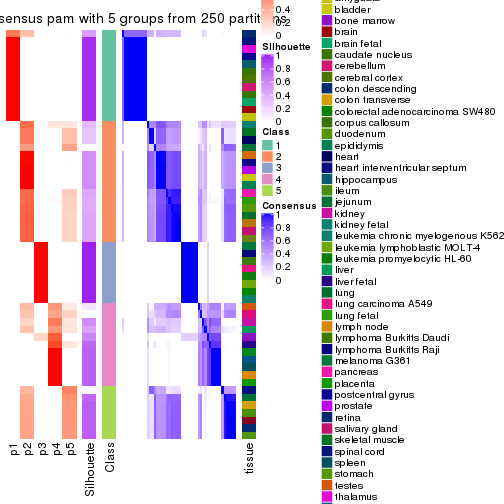 sensus pam with 5 groups from 250 partitions
0.4
0.2
0
Silhouette
1
0.8
0.6
0.4
0.2
0
Class
1
2
3
4
5
Consensus
1
0.8
0.6
0.4
0.2
0
bladder
bone marrow
brain
brain fetal
caudate nucleus
cerebellum
cerebral cortex
colon descending
colon transverse
colorectal adenocarcinoma SW480
corpus callosum
duodenum
epididymis
heart
heart interventricular septum
hippocampus
ileum
jejunum
kidney
kidney fetal
leukemia chronic myelogenous K562
leukemia lymphoblastic MOLT-4
leukemia promyelocytic HL-60
liver
liver fetal
lung
lung carcinoma A549
lung fetal
lymph node
lymphoma Burkitts Daudi
lymphoma Burkitts Raji
melanoma G361
pancreas
placenta
postcentral gyrus
prostate
retina
salivary gland
skeletal muscle
spinal cord
spleen
stomach
testes
thalamus
p1
p2
p3
p4
p5
Silhouette
Class
tissue